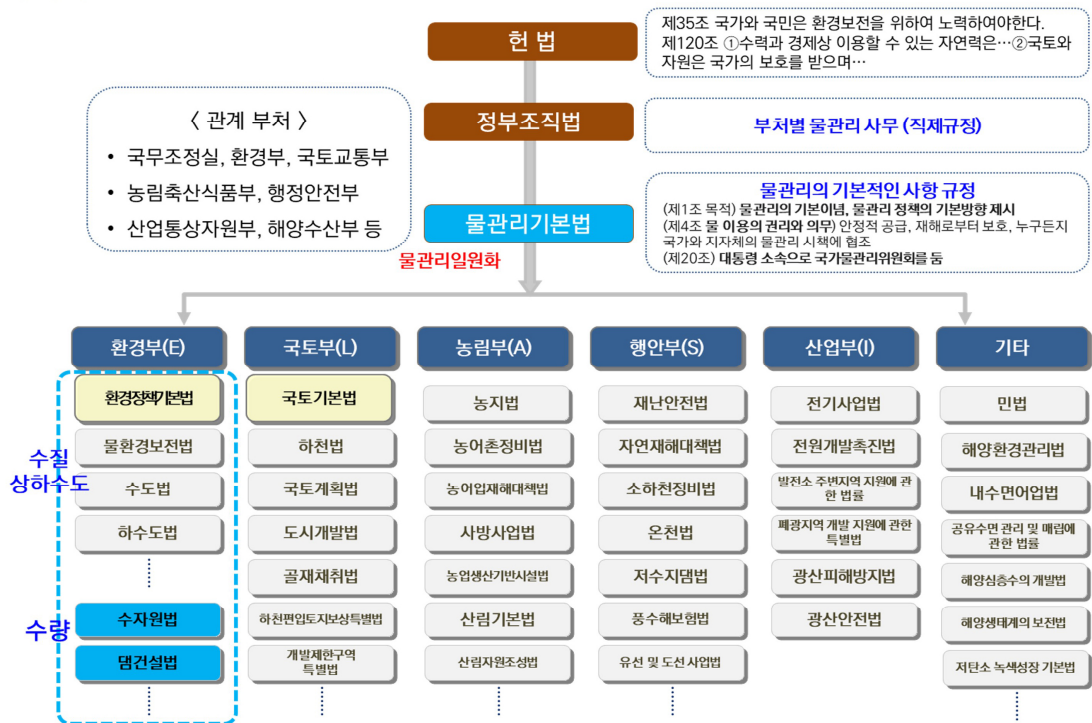 헌 법
제35조 국가와 국민은 환경보전을 위하여 노력하여야한다.
제120조 ①수력과 경제상 이용할 수 있는 자연력은…②국토와
자원은 국가의 보호를 받으며…
〈 관계 부처 〉
• 국무조정실, 환경부, 국토교통부
• 농림축산식품부, 행정안전부
• 산업통상자원부, 해양수산부 등
정부조직법
부처별 물관리 사무 (직제규정)
물관리기본법
물관리일원화
물관리의 기본적인 사항 규정
(제1조 목적) 물관리의 기본이념, 물관리 정책의 기본방향 제시
(제4조 물 이용의 권리와 의무) 안정적 공급, 재해로부터 보호, 누구든지
국가와 지자체의 물관리 시책에 협조
(제20조) 대통령 소속으로 국가물관리위원회를 둠
환경부(E)
환경정책기본법
물환경보전법
수도법
하수도법
수자원법
댐건설법
수질
상하수도
수량
국토부(L)
국토기본법
하천법
국토계획법
도시개발법
골재채취법
하천편입토지보상특별법
개발제한구역
특별법
농림부(A)
농지법
농어촌정비법
농어업재해대책법
사방사업법
농업생산기반시설법
산림기본법
산림자원조성법
행안부(S)
재난안전법
자연재해대책법
소하천정비법
온천법
저수지댐법
풍수해보험법
유선 및 도선 사업법
산업부(I)
전기사업법
전원개발촉진법
발전소 주변지역 지원에 관
한 법률
폐광지역 개발 지원에 관한
특별법
광산피해방지법
광산안전법
기타
민법
해양환경관리법
내수면어업법
공유수면 관리 및 매립에
관한 법률
해양심층수의 개발법
해양생태계의 보전법
저탄소 녹색성장 기본법